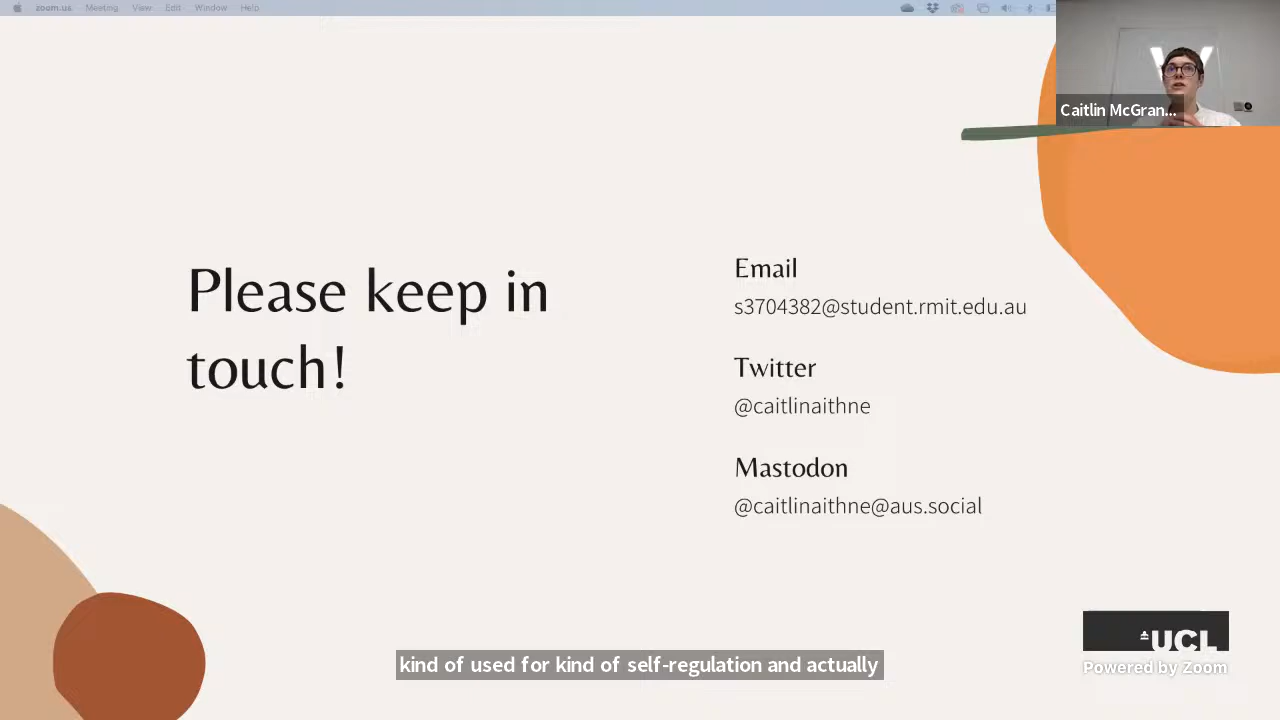 zoom.us Meeting View Edit Window Help
Caitlin McGran...
Please keep in
touch!
Email
s3704382@student.rmit.edu.au
Twitter
@caitlinaithne
Mastodon
@caitlinaithne@aus.social
UCL
Powered by Zoom
kind of used for kind of self-regulation and actually